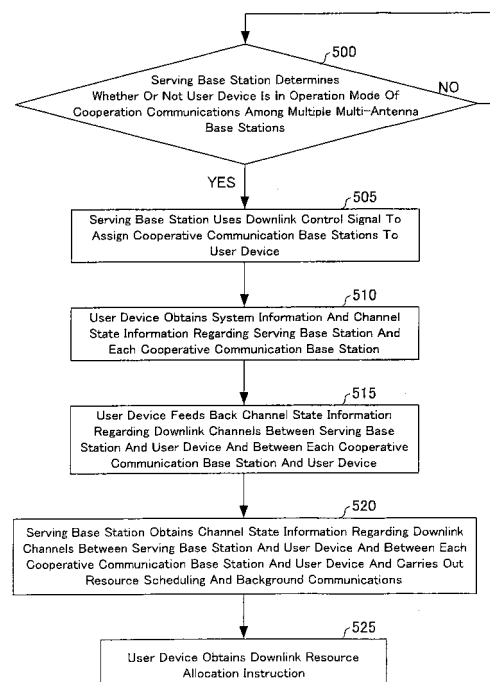 500
Serving Base Station Determines
Whether Or Not User Device Is in Operation Mode Of
Cooperation Communications Among Multiple Multi-Antenna
Base Stations
NO
YES
505
Serving Base Station Uses Downlink Control Signal To
Assign Cooperative Communication Base Stations To
User Device
510
User Device Obtains System Information And Channel
State Information Regarding Serving Base Station And
Each Cooperative Communication Base Station
515
User Device Feeds Back Channel State Information
Regarding Downlink Channels Between Serving Base
Station And User Device And Between Each Cooperative
Communication Base Station And User Device
520
Serving Base Station Obtains Channel State Information Regarding Downlink
Channels Between Serving Base Station And User Device And Between Each
Cooperative Communication Base Station And User Device And Carries Out
Resource Scheduling And Background Communications
525
User Device Obtains Downlink Resource
Allocation Instruction